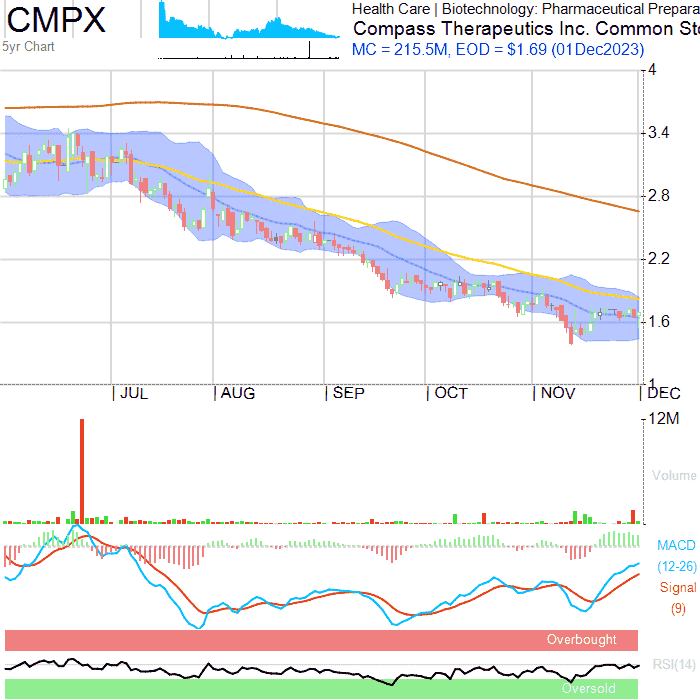 CMPX
5yr Chart
Health Care | Biotechnology: Pharmaceutical Prepara
Compass Therapeutics Inc. Common Sto
MC = 215.5M, EOD = $1.69 (01Dec2023)
4
3.4
2.8
2.2
1.6
1
JUL AUG SEP OCT NOV DEC
12M
Volume
MACD
(12-26)
Signal
(9)
Overbought
RSI(14)
Oversold